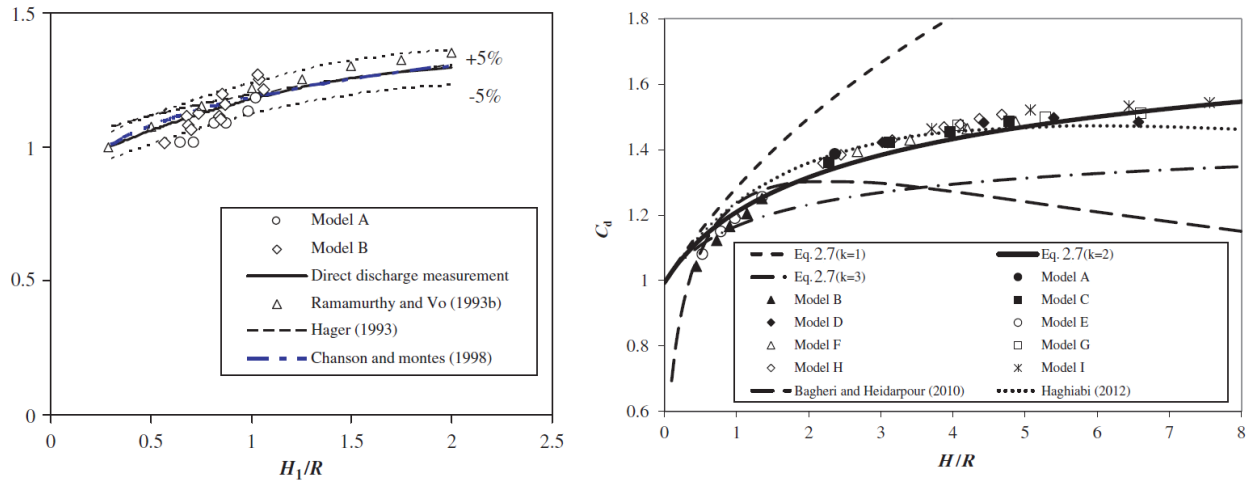 1.5
1
0.5
0
0
0.5
1
1.5
2
2.5
H₁/R
+5%
-5%
Model A
Model B
Direct discharge measurement
Ramamurthy and Vo (1993b)
Hager (1993)
Chanson and montes (1998)
1.8
1.6
1.4
1.2
1
0.8
0.6
C_d
0 1 2 3 4 5 6 7 8
H/R
Eq.2.7(k=1) Eq.2.7(k=2)
Eq.2.7(k=3) Model A
Model B Model C
Model D Model E
Model F Model G
Model H Model I
Bagheri and Heidarpour (2010) Haghiabi (2012)